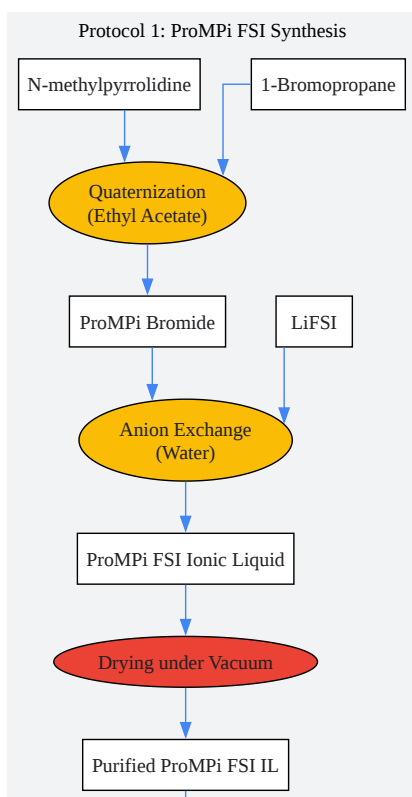 Protocol 1: ProMPi FSI Synthesis
N-methylpyrrolidine
1-Bromopropane
Quaternization
(Ethyl Acetate)
ProMPi Bromide
LiFSI
Anion Exchange
(Water)
ProMPi FSI Ionic Liquid
Drying under Vacuum
Purified ProMPi FSI IL